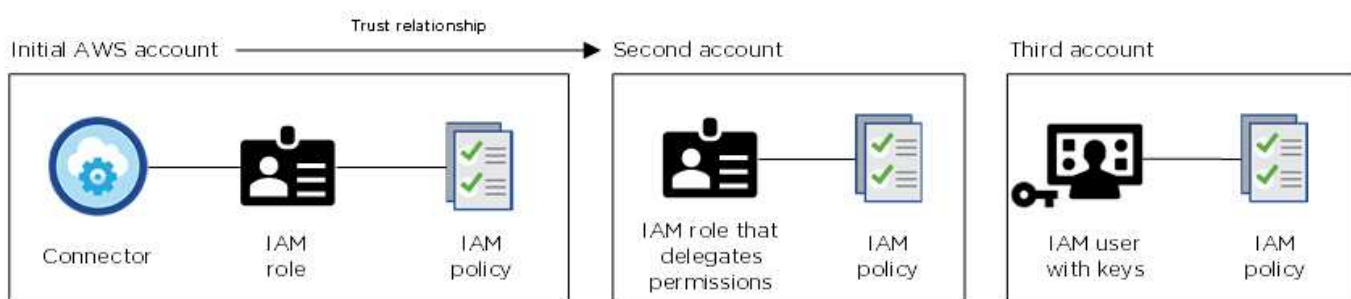 Trust relationship
Initial AWS account
Second account
Third account
Connector
IAM
role
IAM
policy
IAM role that
delegates
permissions
IAM
policy
IAM user
with keys
IAM
policy